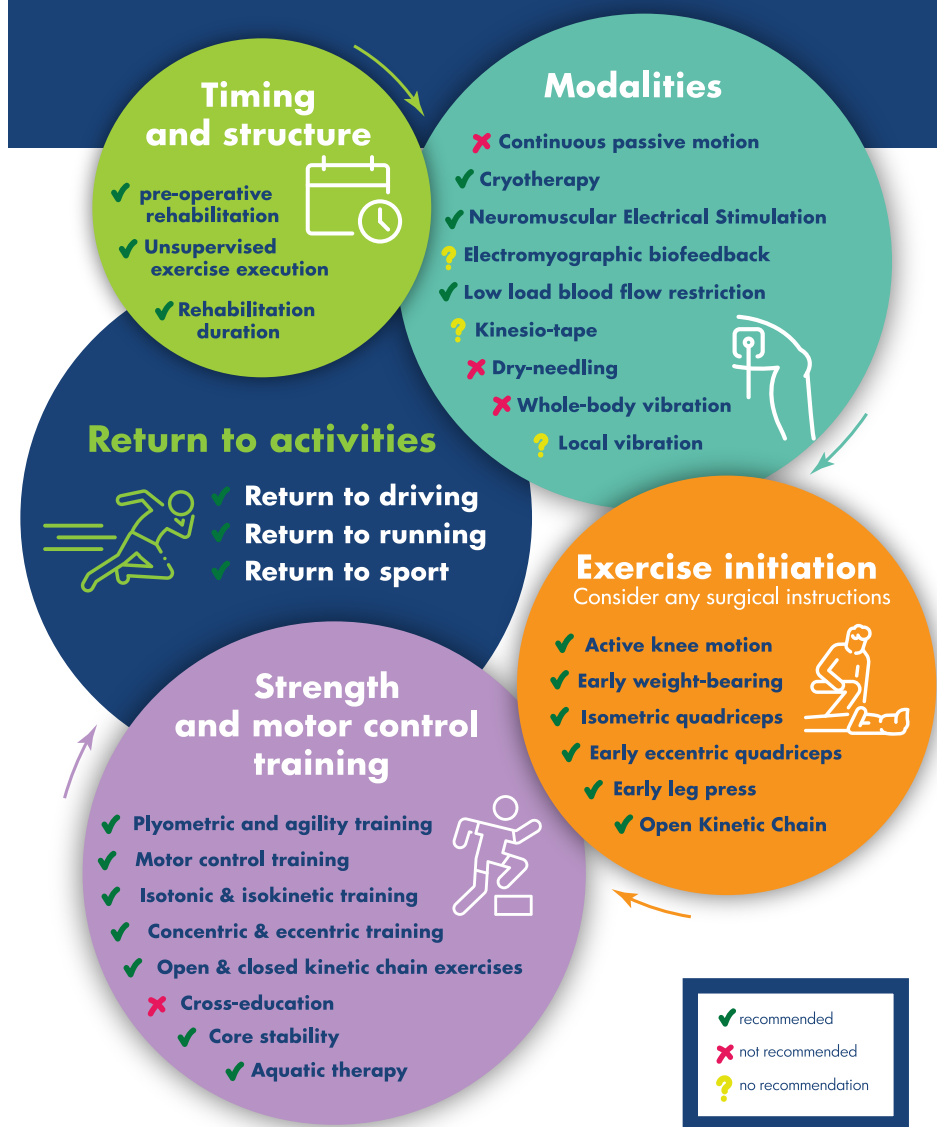 Timing
and structure
pre-operative
rehabilitation
Unsupervised
exercise execution
Rehabilitation
duration
Modalities
Continuous passive motion
Cryotherapy
Neuromuscular Electrical Stimulation
Electromyographic biofeedback
Low load blood flow restriction
Kinesio-tape
Dry-needling
Whole-body vibration
Local vibration
Return to activities
Return to driving
Return to running
Return to sport
Exercise initiation
Consider any surgical instructions
Active knee motion
Early weight-bearing
Isometric quadriceps
Early eccentric quadriceps
Early leg press
Open Kinetic Chain
Strength
and motor control
training
Plyometric and agility training
Motor control training
Isotonic & isokinetic training
Concentric & eccentric training
Open & closed kinetic chain exercises
Cross-education
Core stability
Aquatic therapy
recommended
not recommended
no recommendation